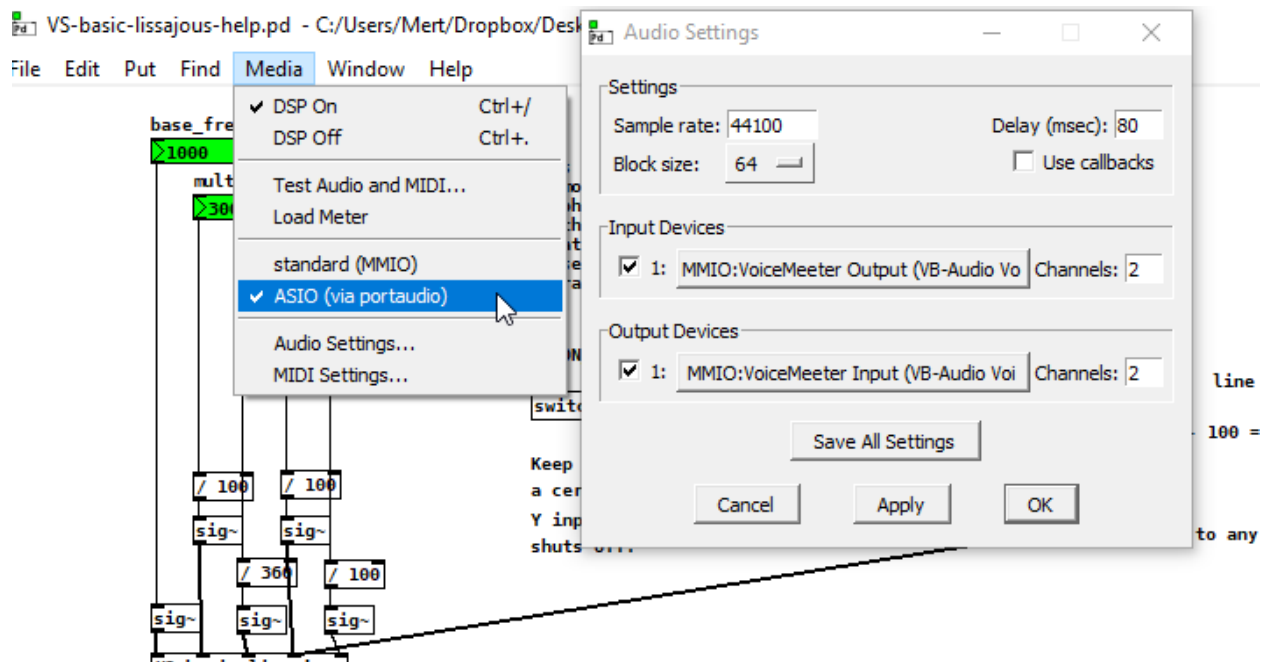 VS-basic-lissajous-help.pd - C:/Users/Mert/Dropbox/Desk
File Edit Put Find Media Window Help
DSP On Ctrl+/
DSP Off Ctrl+.
Test Audio and MIDI...
Load Meter
standard (MMIO)
ASIO (via portaudio)
Audio Settings...
MIDI Settings...
base_fre
1000
mult
300
/ 100
/ 100
sig~
sig~
/ 360
/ 100
sig~
sig~
sig~
switc
Keep
a cer
Y inp
shuts off.
line
100 =
to any
Audio Settings
Settings
Sample rate: 44100 Delay (msec): 80
Block size: 64 Use callbacks
Input Devices
1: MMIO:VoiceMeeter Output (VB-Audio Vo Channels: 2
Output Devices
1: MMIO:VoiceMeeter Input (VB-Audio Voi Channels: 2
Save All Settings
Cancel Apply OK